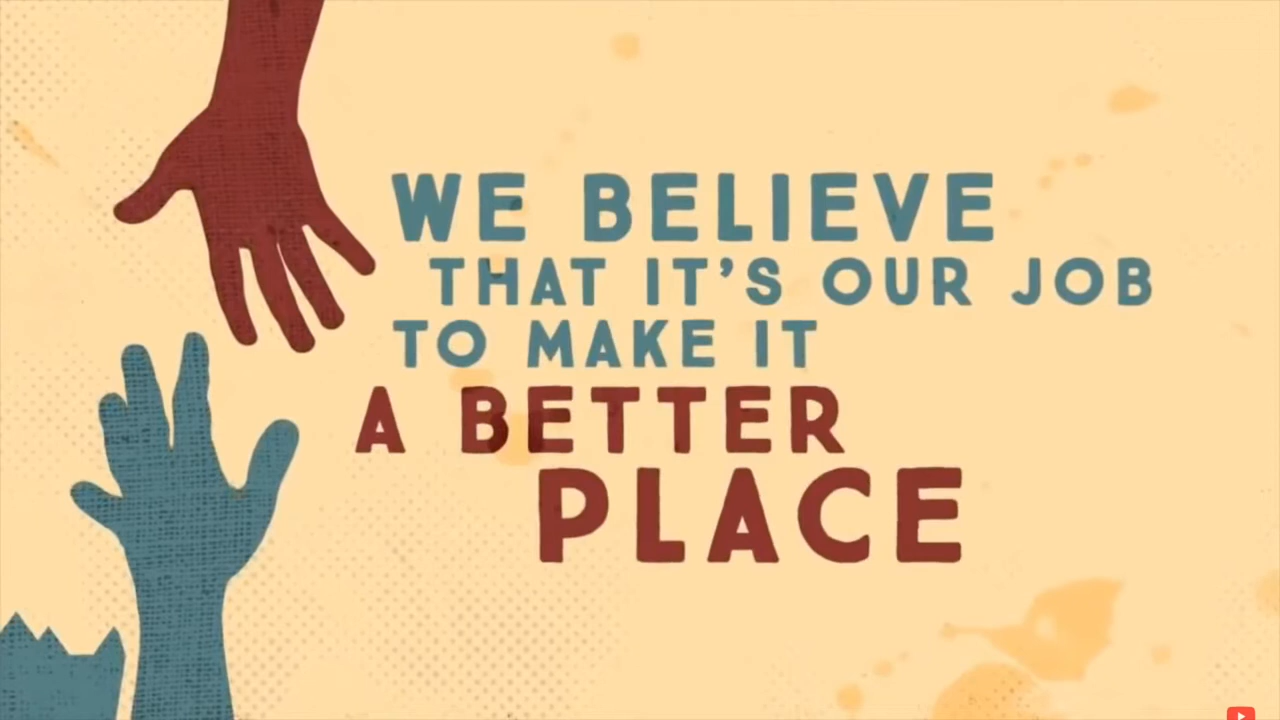 WE BELIEVE
THAT IT'S OUR JOB
TO MAKE IT
A BETTER
PLACE